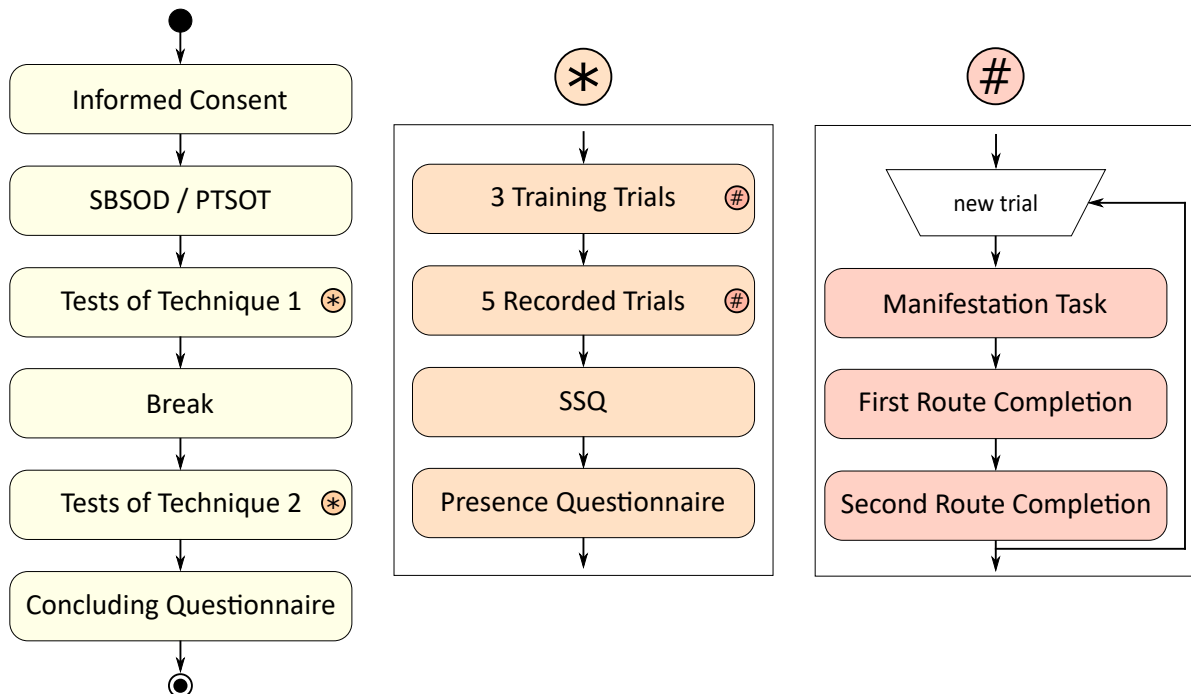 Informed Consent
SBSOD / PTSOT
Tests of Technique 1 *
Break
Tests of Technique 2 *
Concluding Questionnaire
*
3 Training Trials #
5 Recorded Trials #
SSQ
Presence Questionnaire
#
new trial
Manifestation Task
First Route Completion
Second Route Completion